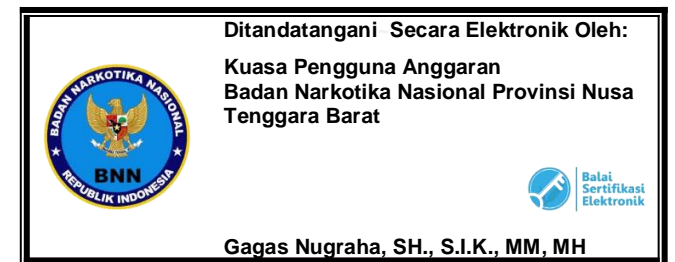 Ditandatangani Secara Elektronik Oleh:
Kuasa Pengguna Anggaran
Badan Narkotika Nasional Provinsi Nusa
Tenggara Barat
BADAN NARKOTIKA NASIONAL
BNN
REPUBLIK INDONESIA
Balai
Sertifikasi
Elektronik
Gagas Nugraha, SH., S.I.K., MM, MH